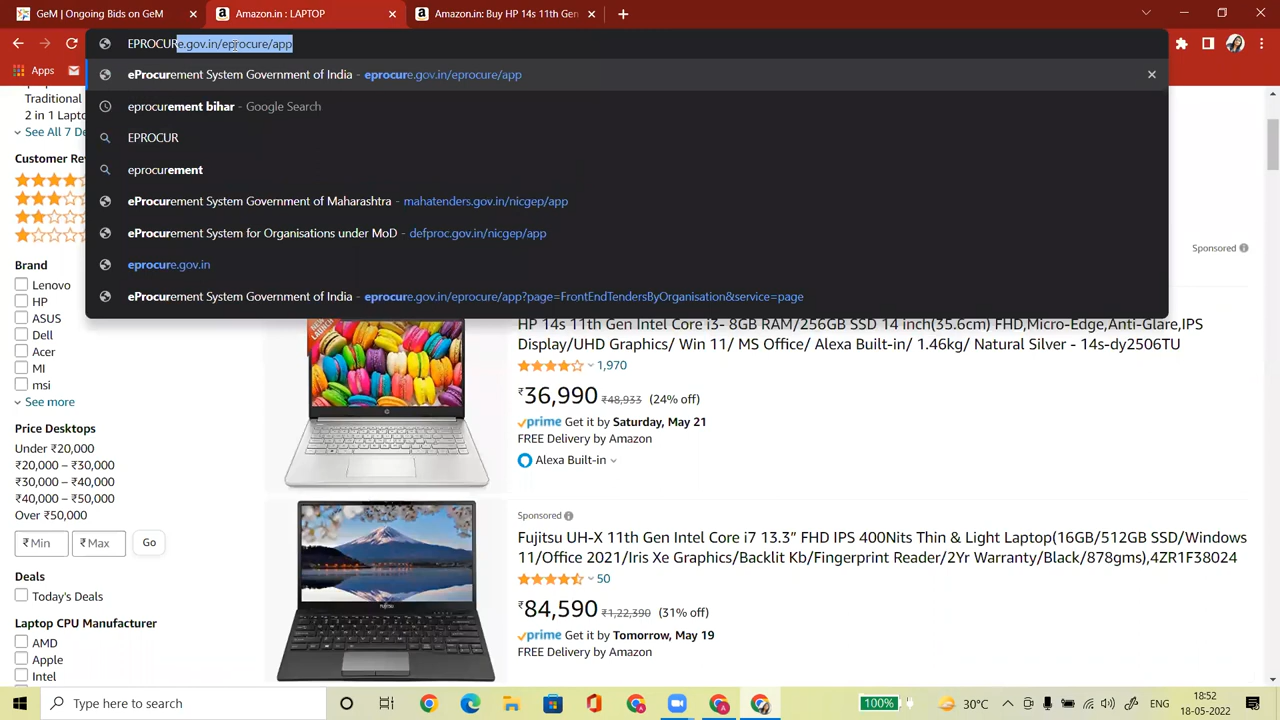 GeM | Ongoing Bids on GeM
Amazon.in : LAPTOP
Amazon.in: Buy HP 14s 11th Gen
EPROCURe.gov.in/eprocure/app
Apps
eProcurement System Government of India - eprocure.gov.in/eprocure/app
eprocurement bihar - Google Search
EPROCUR
eprocurement
eProcurement System Government of Maharashtra - mahatenders.gov.in/nicgep/app
eProcurement System for Organisations under MoD - defproc.gov.in/nicgep/app
eprocure.gov.in
eProcurement System Government of India - eprocure.gov.in/eprocure/app?page=FrontEndTendersByOrganisation&service=page
Traditional
2 in 1 Lapto
See All 7 De
Customer Re
Brand
Lenovo
HP
ASUS
Dell
Acer
MI
msi
See more
Price Desktops
Under ₹20,000
₹20,000 – ₹30,000
₹30,000 – ₹40,000
₹40,000 – ₹50,000
Over ₹50,000
₹ Min ₹ Max Go
Deals
Today's Deals
Laptop CPU Manufacturer
AMD
Apple
Intel
Sponsored
HP 14s 11th Gen Intel Core i3- 8GB RAM/256GB SSD 14 inch(35.6cm) FHD,Micro-Edge,Anti-Glare,IPS
Display/UHD Graphics/ Win 11/ MS Office/ Alexa Built-in/ 1.46kg/ Natural Silver - 14s-dy2506TU
1,970
₹36,990 ₹48,933 (24% off)
prime Get it by Saturday, May 21
FREE Delivery by Amazon
Alexa Built-in
Sponsored
Fujitsu UH-X 11th Gen Intel Core i7 13.3” FHD IPS 400Nits Thin & Light Laptop(16GB/512GB SSD/Windows
11/Office 2021/Iris Xe Graphics/Backlit Kb/Fingerprint Reader/2Yr Warranty/Black/878gms),4ZR1F38024
50
₹84,590 ₹1,22,390 (31% off)
prime Get it by Tomorrow, May 19
FREE Delivery by Amazon
Type here to search
100%
30°C
ENG
18:52
18-05-2022